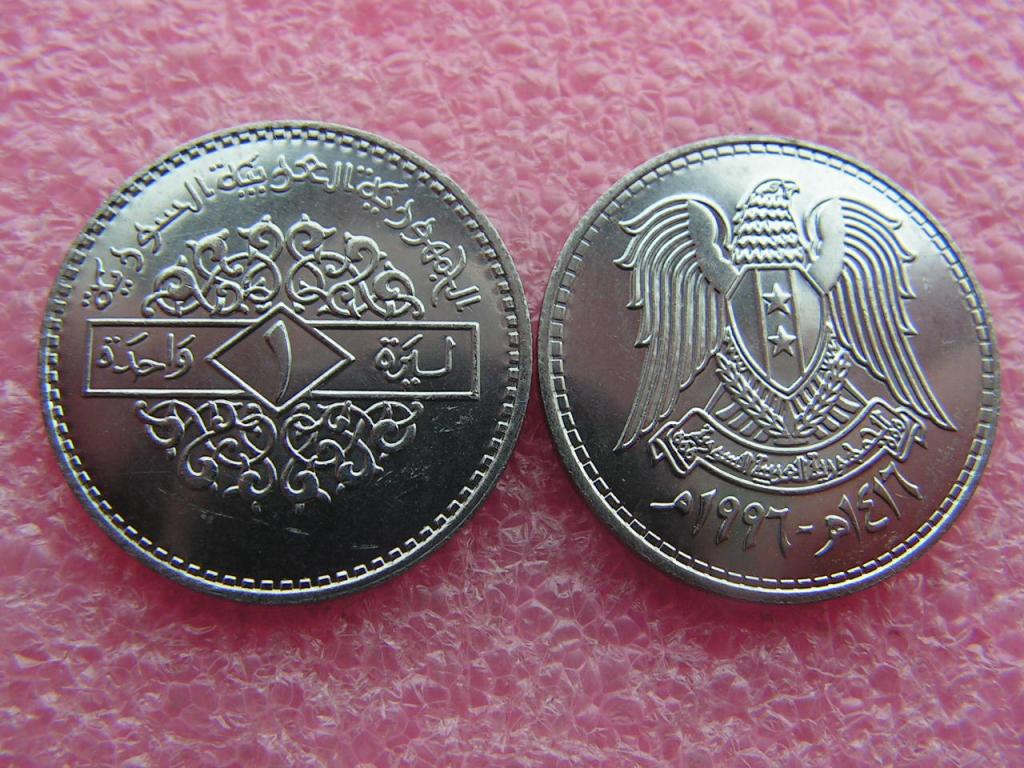 الجمهورية العربية السورية
ليرة ١ واحدة
الجمهورية العربية السورية
١٤١٦هـ - ١٩٩٦م